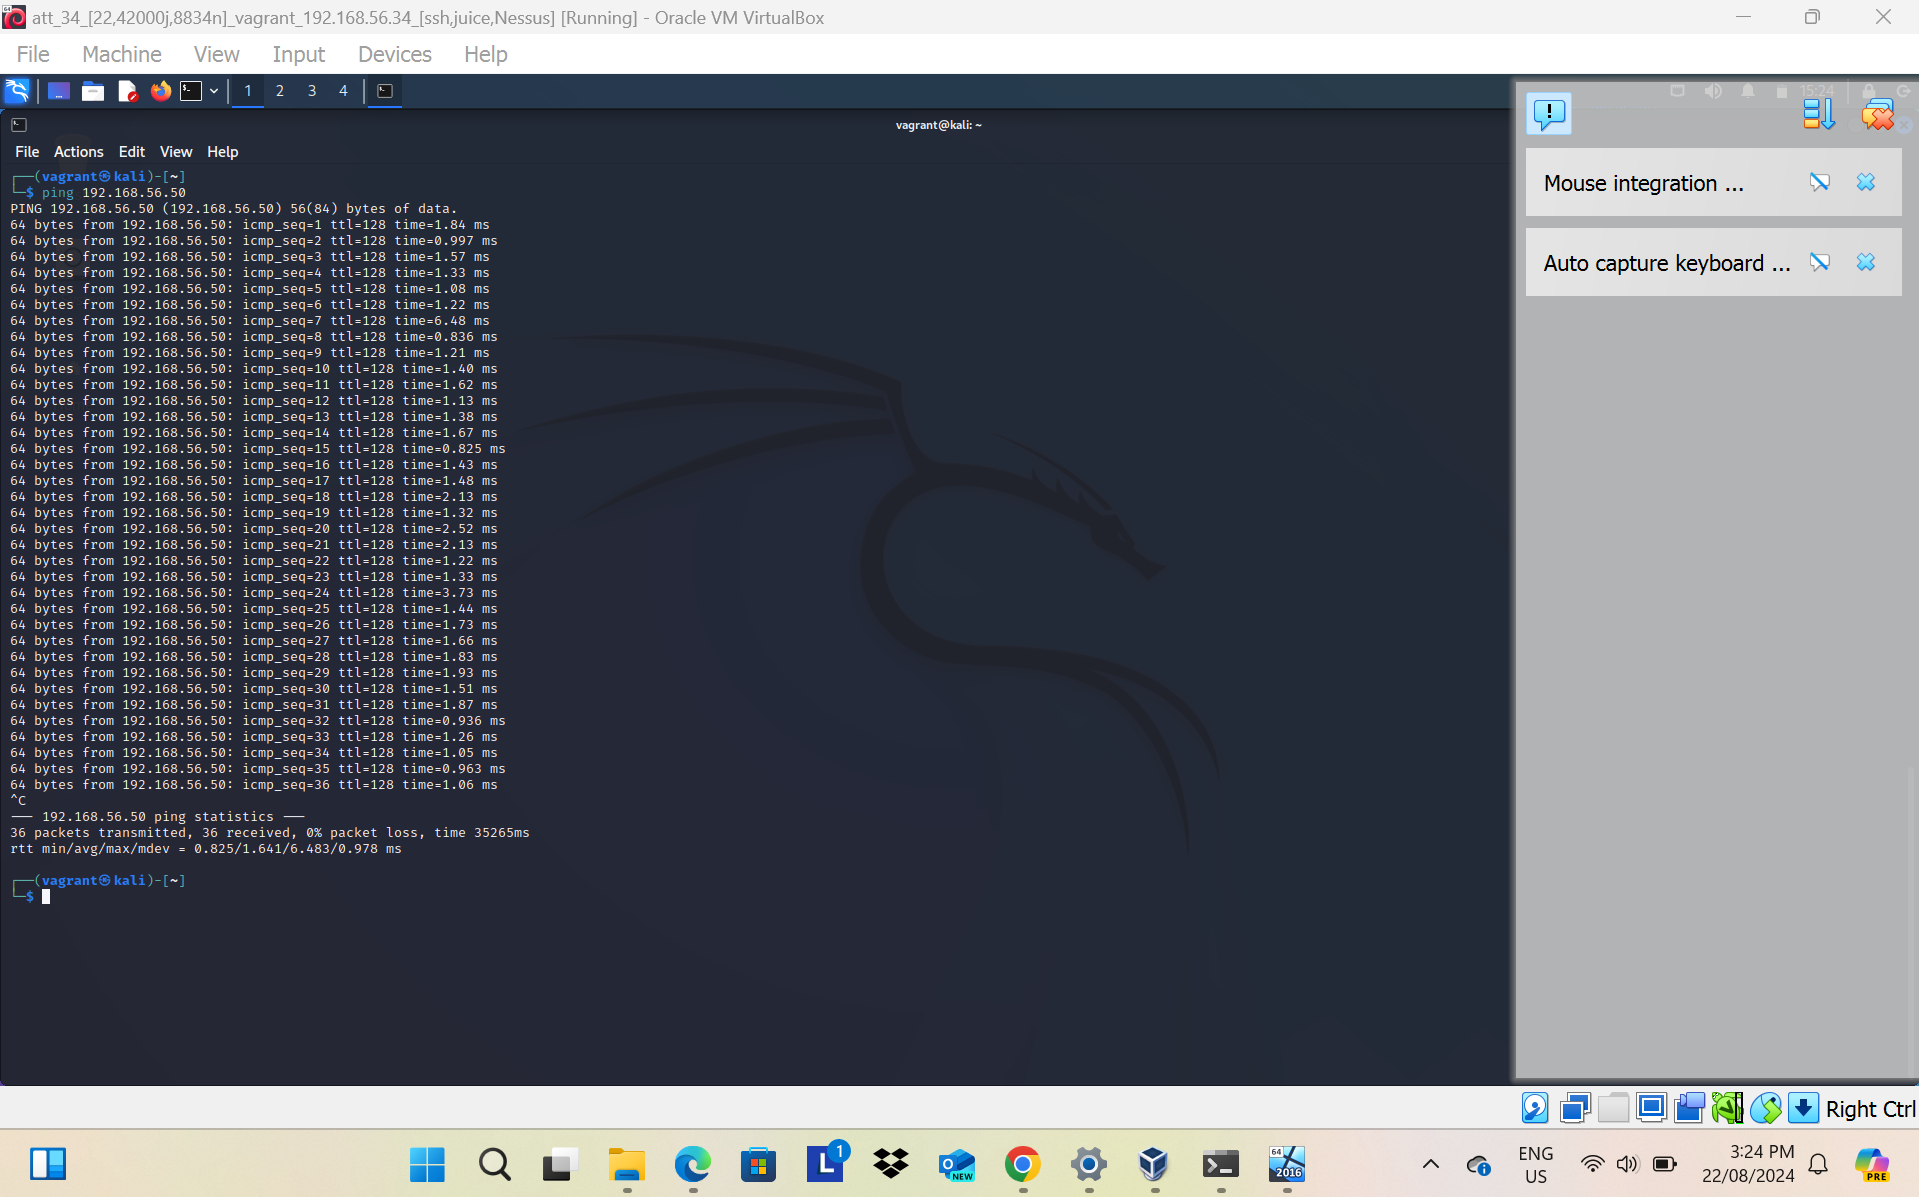 att_34_[22,42000j,8834n]_vagrant_192.168.56.34_[ssh,juice,Nessus] [Running] - Oracle VM VirtualBox
File Machine View Input Devices Help
1 2 3 4
15:24
vagrant@kali: ~
File Actions Edit View Help
Mouse integration ...
Auto capture keyboard ...
┌──(vagrant㉿kali)-[~]
└─$ ping 192.168.56.50
PING 192.168.56.50 (192.168.56.50) 56(84) bytes of data.
64 bytes from 192.168.56.50: icmp_seq=1 ttl=128 time=1.84 ms
64 bytes from 192.168.56.50: icmp_seq=2 ttl=128 time=0.997 ms
64 bytes from 192.168.56.50: icmp_seq=3 ttl=128 time=1.57 ms
64 bytes from 192.168.56.50: icmp_seq=4 ttl=128 time=1.33 ms
64 bytes from 192.168.56.50: icmp_seq=5 ttl=128 time=1.08 ms
64 bytes from 192.168.56.50: icmp_seq=6 ttl=128 time=1.22 ms
64 bytes from 192.168.56.50: icmp_seq=7 ttl=128 time=6.48 ms
64 bytes from 192.168.56.50: icmp_seq=8 ttl=128 time=0.836 ms
64 bytes from 192.168.56.50: icmp_seq=9 ttl=128 time=1.21 ms
64 bytes from 192.168.56.50: icmp_seq=10 ttl=128 time=1.40 ms
64 bytes from 192.168.56.50: icmp_seq=11 ttl=128 time=1.62 ms
64 bytes from 192.168.56.50: icmp_seq=12 ttl=128 time=1.13 ms
64 bytes from 192.168.56.50: icmp_seq=13 ttl=128 time=1.38 ms
64 bytes from 192.168.56.50: icmp_seq=14 ttl=128 time=1.67 ms
64 bytes from 192.168.56.50: icmp_seq=15 ttl=128 time=0.825 ms
64 bytes from 192.168.56.50: icmp_seq=16 ttl=128 time=1.43 ms
64 bytes from 192.168.56.50: icmp_seq=17 ttl=128 time=1.48 ms
64 bytes from 192.168.56.50: icmp_seq=18 ttl=128 time=2.13 ms
64 bytes from 192.168.56.50: icmp_seq=19 ttl=128 time=1.32 ms
64 bytes from 192.168.56.50: icmp_seq=20 ttl=128 time=2.52 ms
64 bytes from 192.168.56.50: icmp_seq=21 ttl=128 time=2.13 ms
64 bytes from 192.168.56.50: icmp_seq=22 ttl=128 time=1.22 ms
64 bytes from 192.168.56.50: icmp_seq=23 ttl=128 time=1.33 ms
64 bytes from 192.168.56.50: icmp_seq=24 ttl=128 time=3.73 ms
64 bytes from 192.168.56.50: icmp_seq=25 ttl=128 time=1.44 ms
64 bytes from 192.168.56.50: icmp_seq=26 ttl=128 time=1.73 ms
64 bytes from 192.168.56.50: icmp_seq=27 ttl=128 time=1.66 ms
64 bytes from 192.168.56.50: icmp_seq=28 ttl=128 time=1.83 ms
64 bytes from 192.168.56.50: icmp_seq=29 ttl=128 time=1.93 ms
64 bytes from 192.168.56.50: icmp_seq=30 ttl=128 time=1.51 ms
64 bytes from 192.168.56.50: icmp_seq=31 ttl=128 time=1.87 ms
64 bytes from 192.168.56.50: icmp_seq=32 ttl=128 time=0.936 ms
64 bytes from 192.168.56.50: icmp_seq=33 ttl=128 time=1.26 ms
64 bytes from 192.168.56.50: icmp_seq=34 ttl=128 time=1.05 ms
64 bytes from 192.168.56.50: icmp_seq=35 ttl=128 time=0.963 ms
64 bytes from 192.168.56.50: icmp_seq=36 ttl=128 time=1.06 ms
^C
--- 192.168.56.50 ping statistics ---
36 packets transmitted, 36 received, 0% packet loss, time 35265ms
rtt min/avg/max/mdev = 0.825/1.641/6.483/0.978 ms
┌──(vagrant㉿kali)-[~]
└─$
Right Ctrl
L 1
NEW
64 2016
ENG
US
3:24 PM
22/08/2024
PRE